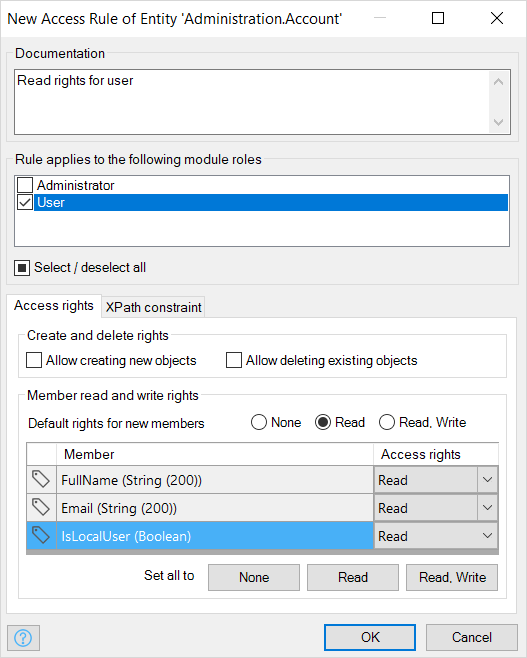 New Access Rule of Entity 'Administration.Account'
Documentation
Read rights for user
Rule applies to the following module roles
Administrator
User
Select / deselect all
Access rights XPath constraint
Create and delete rights
Allow creating new objects Allow deleting existing objects
Member read and write rights
Default rights for new members None Read Read, Write
Member Access rights
FullName (String (200)) Read
Email (String (200)) Read
IsLocalUser (Boolean) Read
Set all to None Read Read, Write
? OK Cancel